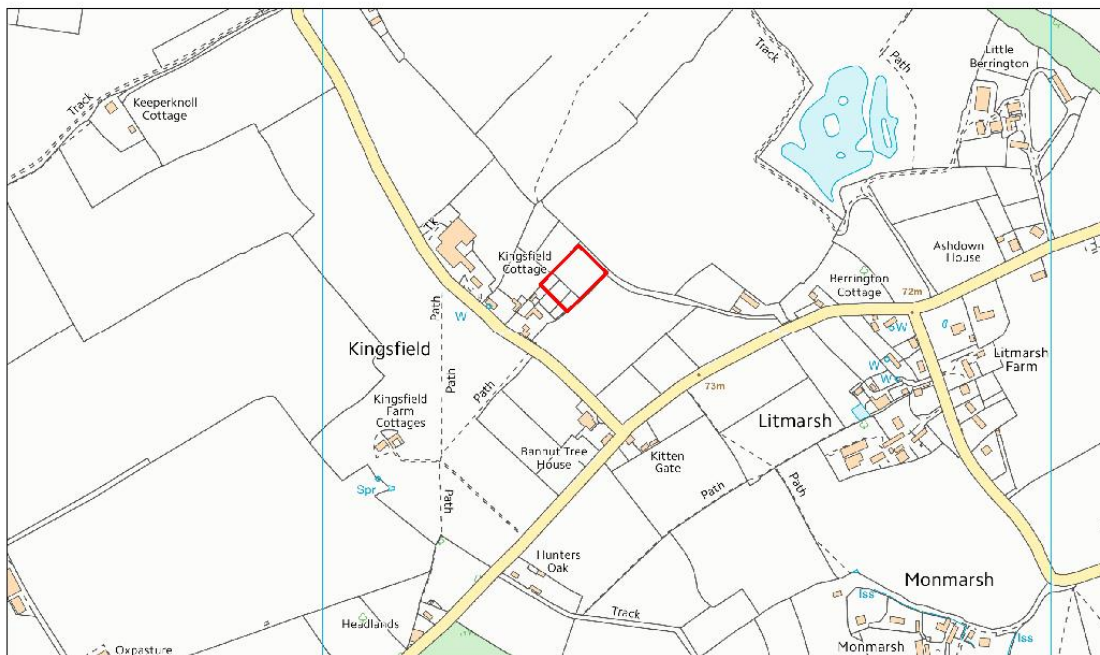 Track
Path
Little
Berrington
Track
Keeperknoll
Cottage
Tk
Kingsfield
Cottage
Ashdown
House
Berrington
Cottage
72m
Path
W
W
Kingsfield
Path
73m
W
W
Litmarsh
Farm
Path
Kingsfield
Farm
Cottages
Litmarsh
Bannut Tree
House
Kitten
Gate
Spr
Path
Path
Path
Hunters
Oak
Monmarsh
Iss
Track
Headlands
Iss
Oxpasture
Monmarsh